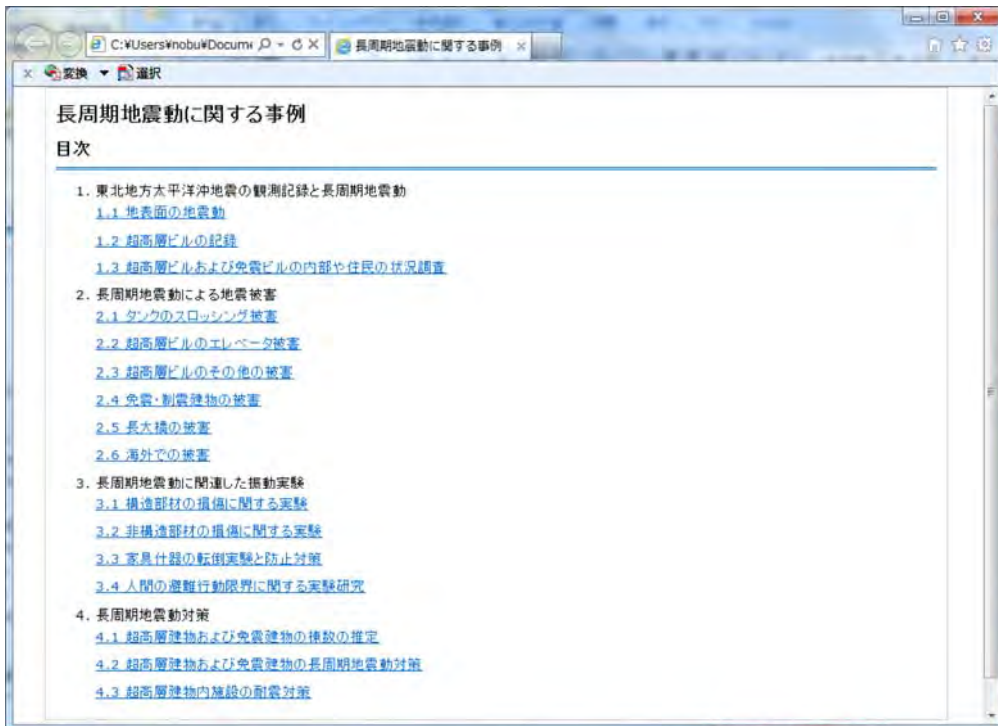 C:¥Users¥nobu¥Docume
長周期地震動に関する事例
変換 選択
長周期地震動に関する事例
目次
1. 東北地方太平洋沖地震の観測記録と長周期地震動
1.1 地表面の地震動
1.2 超高層ビルの記録
1.3 超高層ビルおよび免震ビルの内部や住民の状況調査
2. 長周期地震動による地震被害
2.1 タンクのスロッシング被害
2.2 超高層ビルのエレベータ被害
2.3 超高層ビルのその他の被害
2.4 免震・制震建物の被害
2.5 長大橋の被害
2.6 海外での被害
3. 長周期地震動に関連した振動実験
3.1 構造部材の損傷に関する実験
3.2 非構造部材の損傷に関する実験
3.3 家具什器の転倒実験と防止対策
3.4 人間の避難行動限界に関する実験研究
4. 長周期地震動対策
4.1 超高層建物および免震建物の棟数の推定
4.2 超高層建物および免震建物の長周期地震動対策
4.3 超高層建物内施設の耐震対策